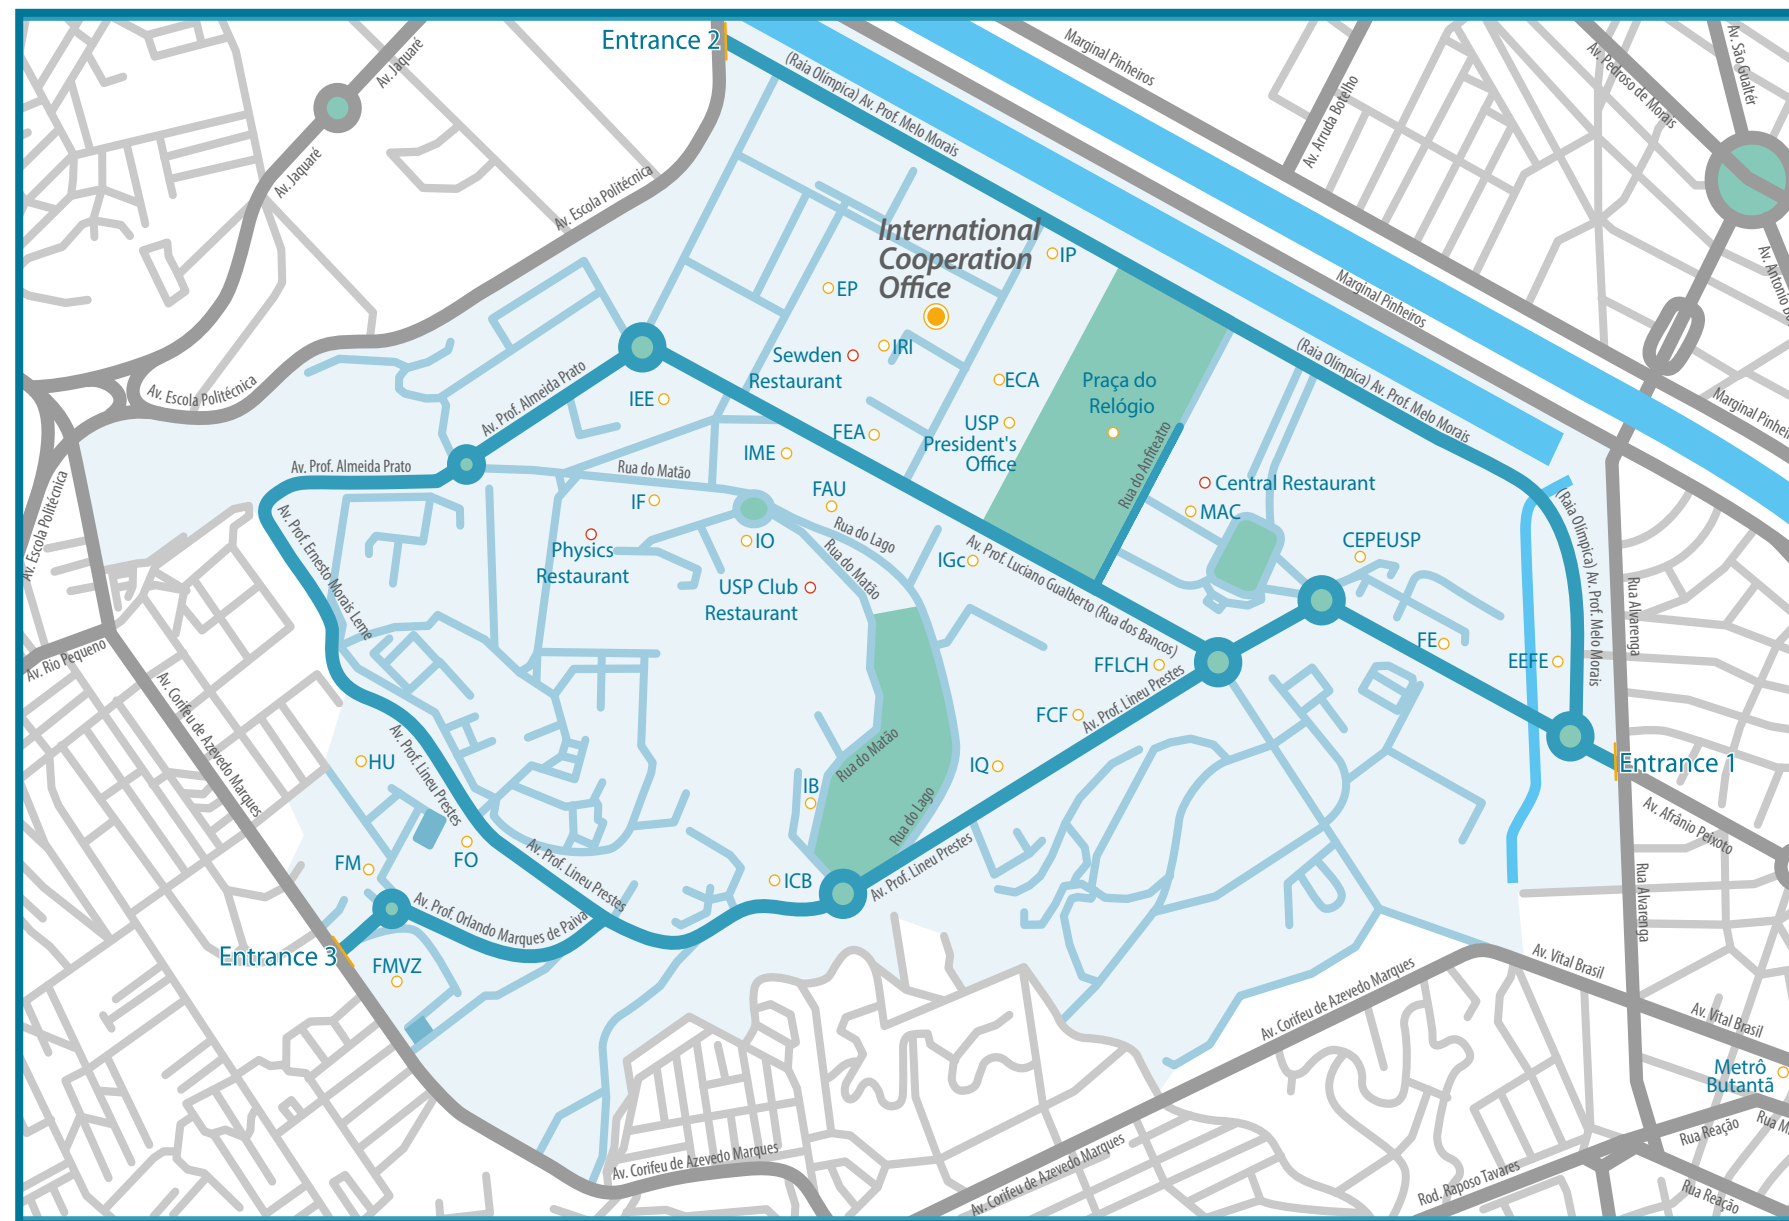 Entrance 2
Av. Jaquaré
Av. Jaquaré
Av. Escola Politécnica
Av. Escola Politécnica
Av. Escola Politécnica
(Raia Olímpica) Av. Prof. Melo Morais
Marginal Pinheiros
Av. Arruda Botelho
Av. Pedroso de Morais
Av. São Gualtér
Marginal Pinheiros
Marginal
International
Cooperation
Office
IP
EP
IRI
Sewden
Restaurant
ECA
Praça do
Relógio
USP
President's
Office
FEA
IEE
IME
Av. Prof. Almeida Prato
Av. Prof. Almeida Prato
Rua do Matão
IF
FAU
Physics
Restaurant
IO
Rua do Lago
Rua do Matão
USP Club
Restaurant
IGc
Av. Prof. Luciano Gualberto (Rua dos Bancos)
Rua do Anfiteatro
(Raia Olímpica) Av. Prof. Melo Morais
Central Restaurant
MAC
CEPEUSP
(Raia Olímpica) Av. Prof. Melo Morais
Rua Alvarenga
FE
EEFE
FFLCH
Av. Prof. Lineu Prestes
FCF
IQ
Entrance 1
Av. Afrânio Peixoto
Rua Alvarenga
Av. Prof. Ernesto Morais Leme
Av. Rio Pequeno
Av. Corifeu de Azevedo Marques
HU
Av. Prof. Lineu Prestes
FO
FM
Av. Prof. Lineu Prestes
Av. Prof. Orlando Marques de Paiva
Entrance 3
FMVZ
Rua do Matão
IB
Rua do Lago
ICB
Av. Prof. Lineu Prestes
Av. Corifeu de Azevedo Marques
Av. Vital Brasil
Av. Vital Brasil
Metrô
Butantã
Rua Reação
Rua
Rod. Raposo Tavares
Rua Reação
Av. Corifeu de Azevedo Marques
Av. Corifeu de Azevedo Marques
Av. Antonio